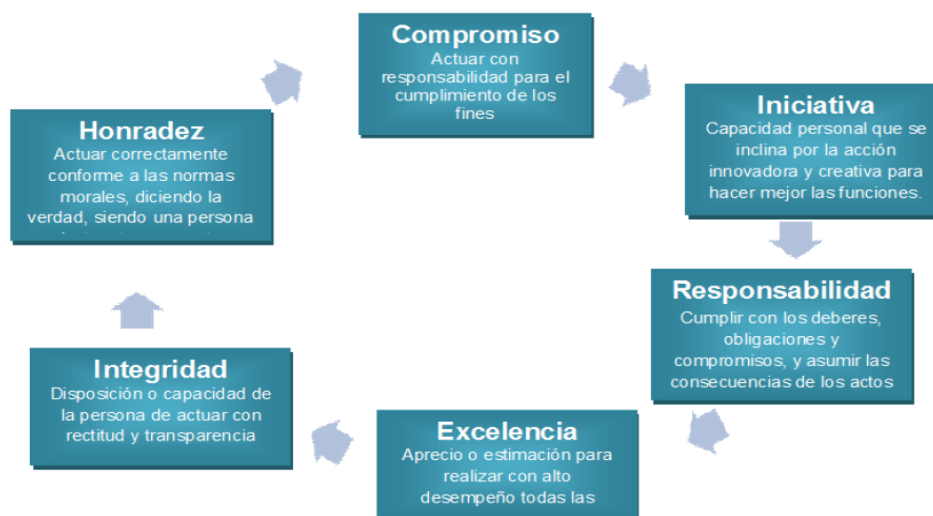 Compromiso
Actuar con
responsabilidad para el
cumplimiento de los
fines
Iniciativa
Capacidad personal que se
inclina por la acción
innovadora y creativa para
hacer mejor las funciones.
Responsabilidad
Cumplir con los deberes,
obligaciones y
compromisos, y asumir las
consecuencias de los actos
Excelencia
Aprecio o estimación para
realizar con alto
desempeño todas las
Integridad
Disposición o capacidad de
la persona de actuar con
rectitud y transparencia
Honradez
Actuar correctamente
conforme a las normas
morales, diciendo la
verdad, siendo una persona